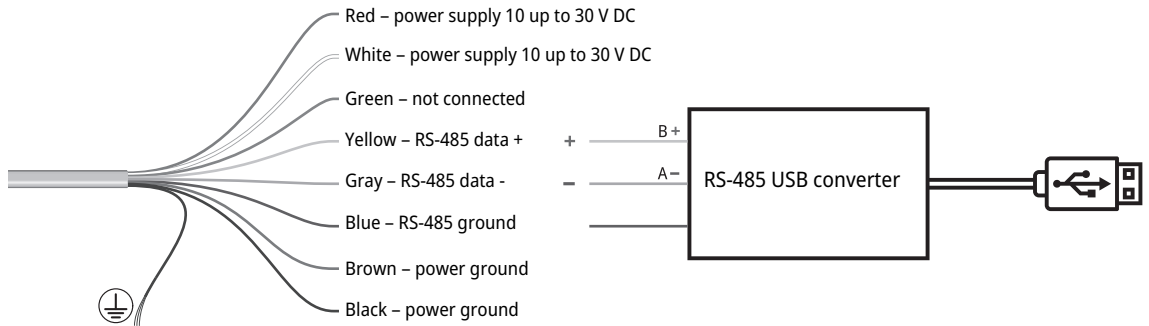 Red – power supply 10 up to 30 V DC
White – power supply 10 up to 30 V DC
Green – not connected
Yellow – RS-485 data +
+
B +
Gray – RS-485 data -
–
A –
RS-485 USB converter
Blue – RS-485 ground
Brown – power ground
Black – power ground